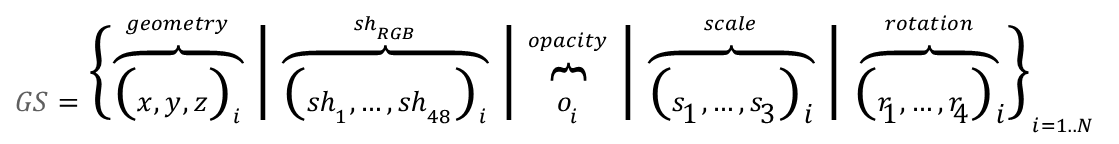 geometry sh_RGB opacity scale rotation
GS = { (x, y, z)_i | (sh_1, ..., sh_48)_i | o_i | (s_1, ..., s_3)_i | (r_1, ..., r_4)_i }_i=1..N